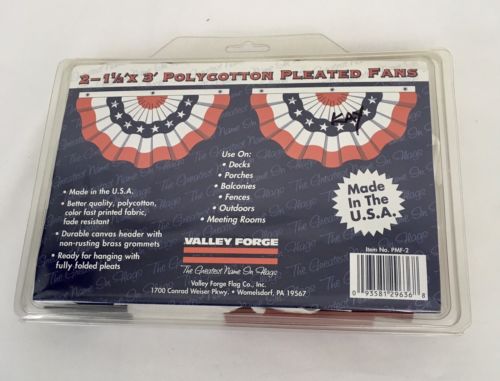 2–1½'x 3' POLYCOTTON PLEATED FANS
KAY
Use On:
• Decks
• Porches
• Balconies
• Fences
• Outdoors
• Meeting Rooms
• Made in the U.S.A.
• Better quality, polycotton,
color fast printed fabric,
fade resistant
• Durable canvas header with
non-rusting brass grommets
• Ready for hanging with
fully folded pleats
Made
In The
U.S.A.
VALLEY FORGE
The Greatest Name In Flags
Valley Forge Flag Co., Inc.
1700 Conrad Weiser Pkwy. • Womelsdorf, PA 19567
Item No. PMF-2
0 93581 29636 8